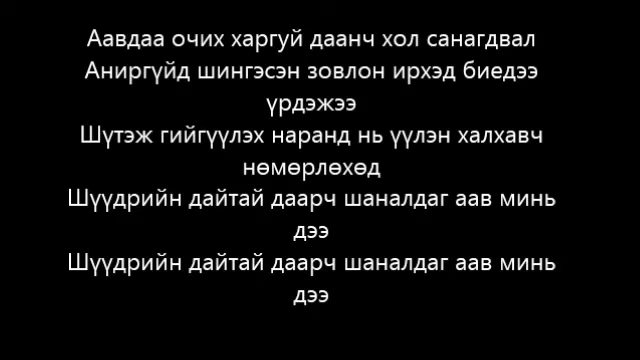 Аавдаа очих харгуй даанч хол санагдвал
Аниргүйд шингэсэн зовлон ирхэд биедээ
үрдэжээ
Шүтэж гийгүүлэх наранд нь үүлэн халхавч
нөмөрлөхөд
Шүүдрийн дайтай даарч шаналдаг аав минь
дээ
Шүүдрийн дайтай даарч шаналдаг аав минь
дээ